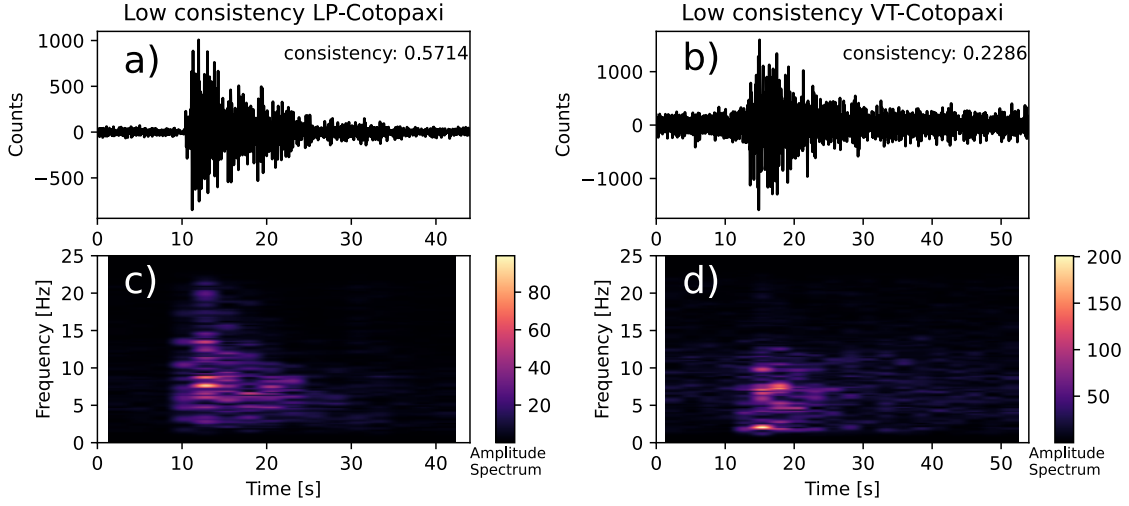 Low consistency LP-Cotopaxi
a)
consistency: 0.5714
1000
500
0
−500
Counts
0 10 20 30 40
Low consistency VT-Cotopaxi
b)
consistency: 0.2286
1000
0
−1000
Counts
0 10 20 30 40 50
c)
25
20
15
10
5
0
Frequency [Hz]
0 10 20 30 40
Time [s]
80
60
40
20
Amplitude
Spectrum
d)
25
20
15
10
5
0
Frequency [Hz]
0 10 20 30 40 50
Time [s]
200
150
100
50
Amplitude
Spectrum